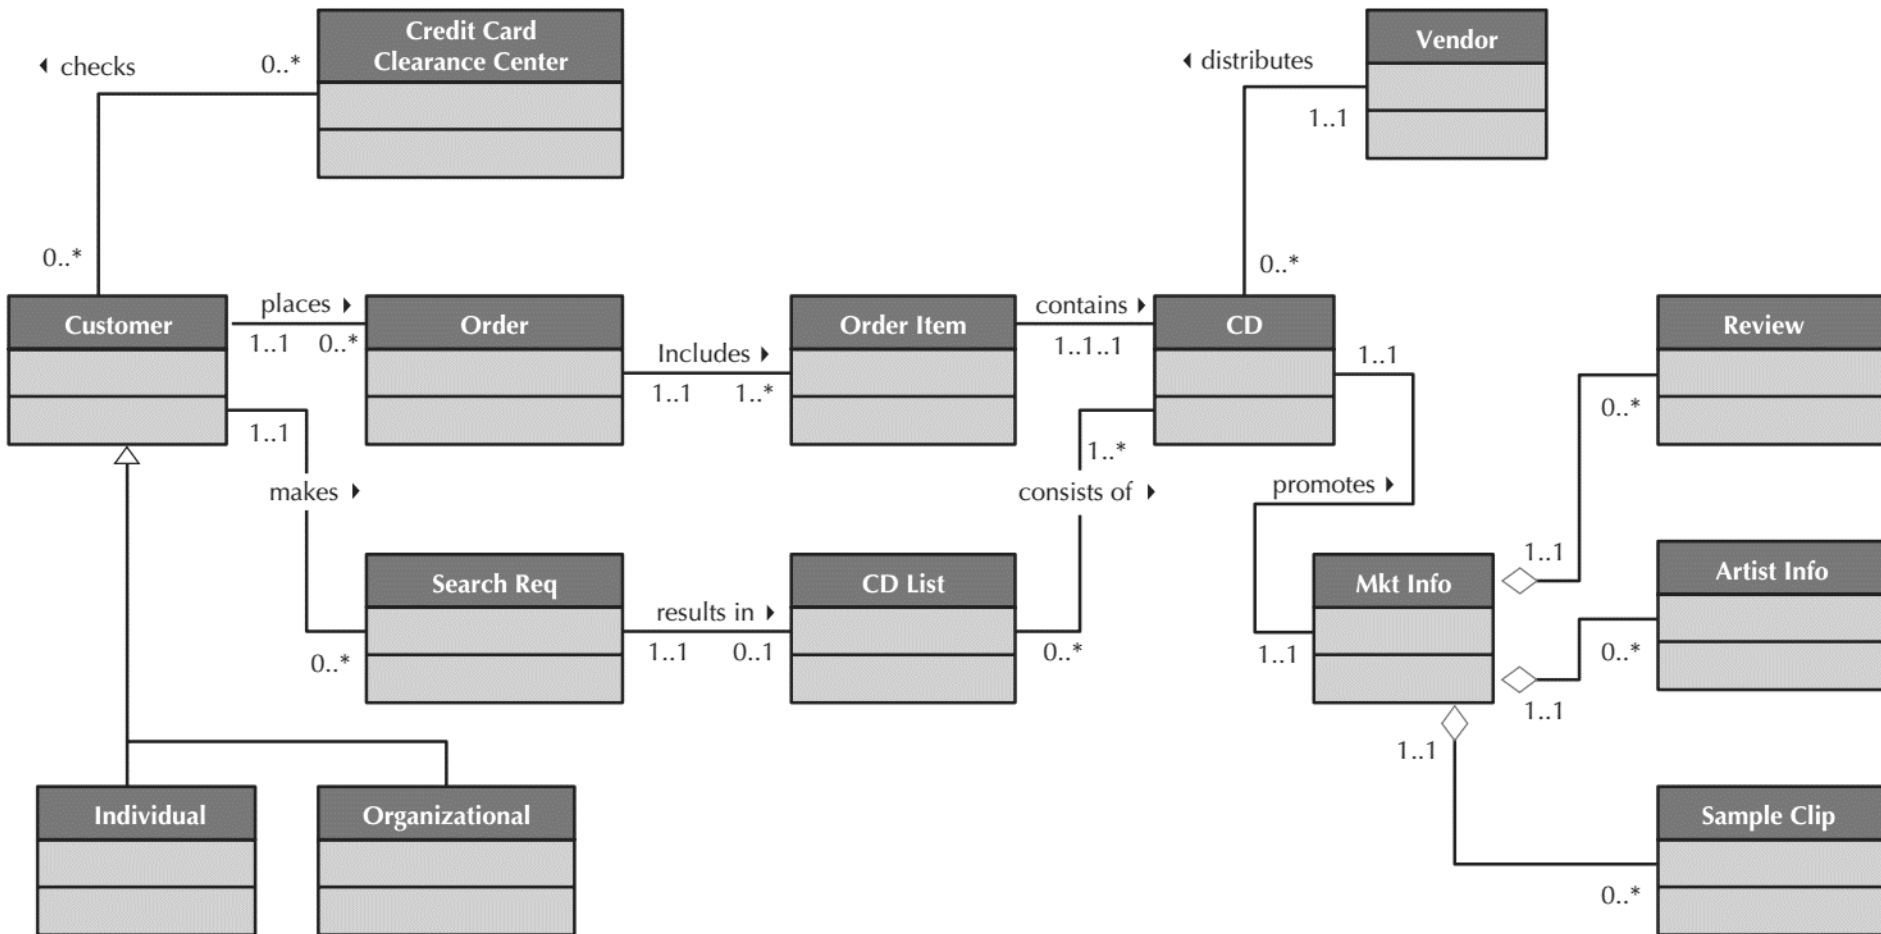 Credit Card
Clearance Center
Vendor
checks
0..*
distributes
1..1
0..*
0..*
Customer
places
1..1
0..*
Order
Includes
1..1
1..*
Order Item
contains
1..1..1
CD
1..1
Review
0..*
1..1
makes
1..*
consists of
promotes
1..1
Search Req
results in
1..1
0..1
0..*
CD List
0..*
Mkt Info
1..1
Artist Info
0..*
1..1
1..1
Individual
Organizational
Sample Clip
0..*